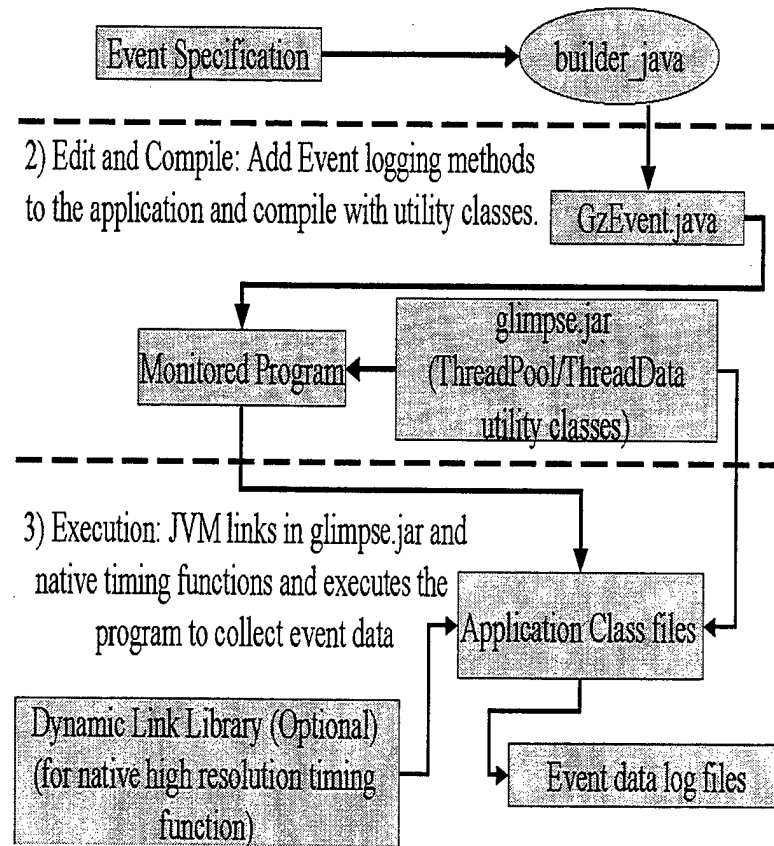 Event Specification
builder_java
2) Edit and Compile: Add Event logging methods
to the application and compile with utility classes.
GzEvent.java
Monitored Program
glimpse.jar
(ThreadPool/ThreadData
utility classes)
3) Execution: JVM links in glimpse.jar and
native timing functions and executes the
program to collect event data
Application Class files
Dynamic Link Library (Optional)
(for native high resolution timing
function)
Event data log files